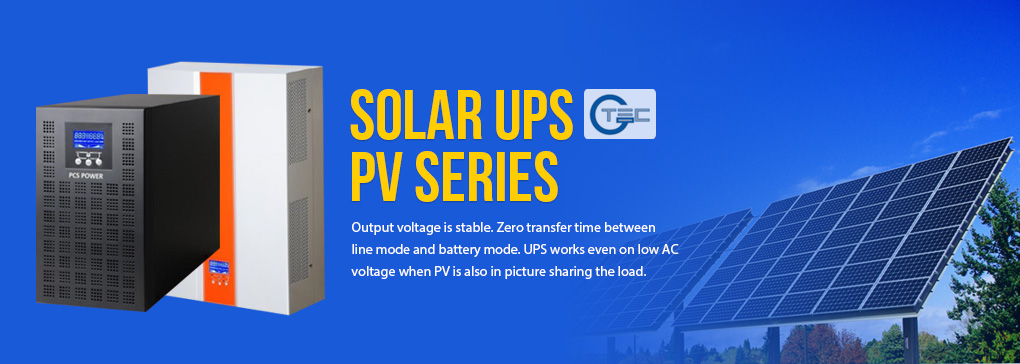 SOLAR UPS
GTEC
PV SERIES
Output voltage is stable. Zero transfer time between
line mode and battery mode. UPS works even on low AC
voltage when PV is also in picture sharing the load.
PCS POWER